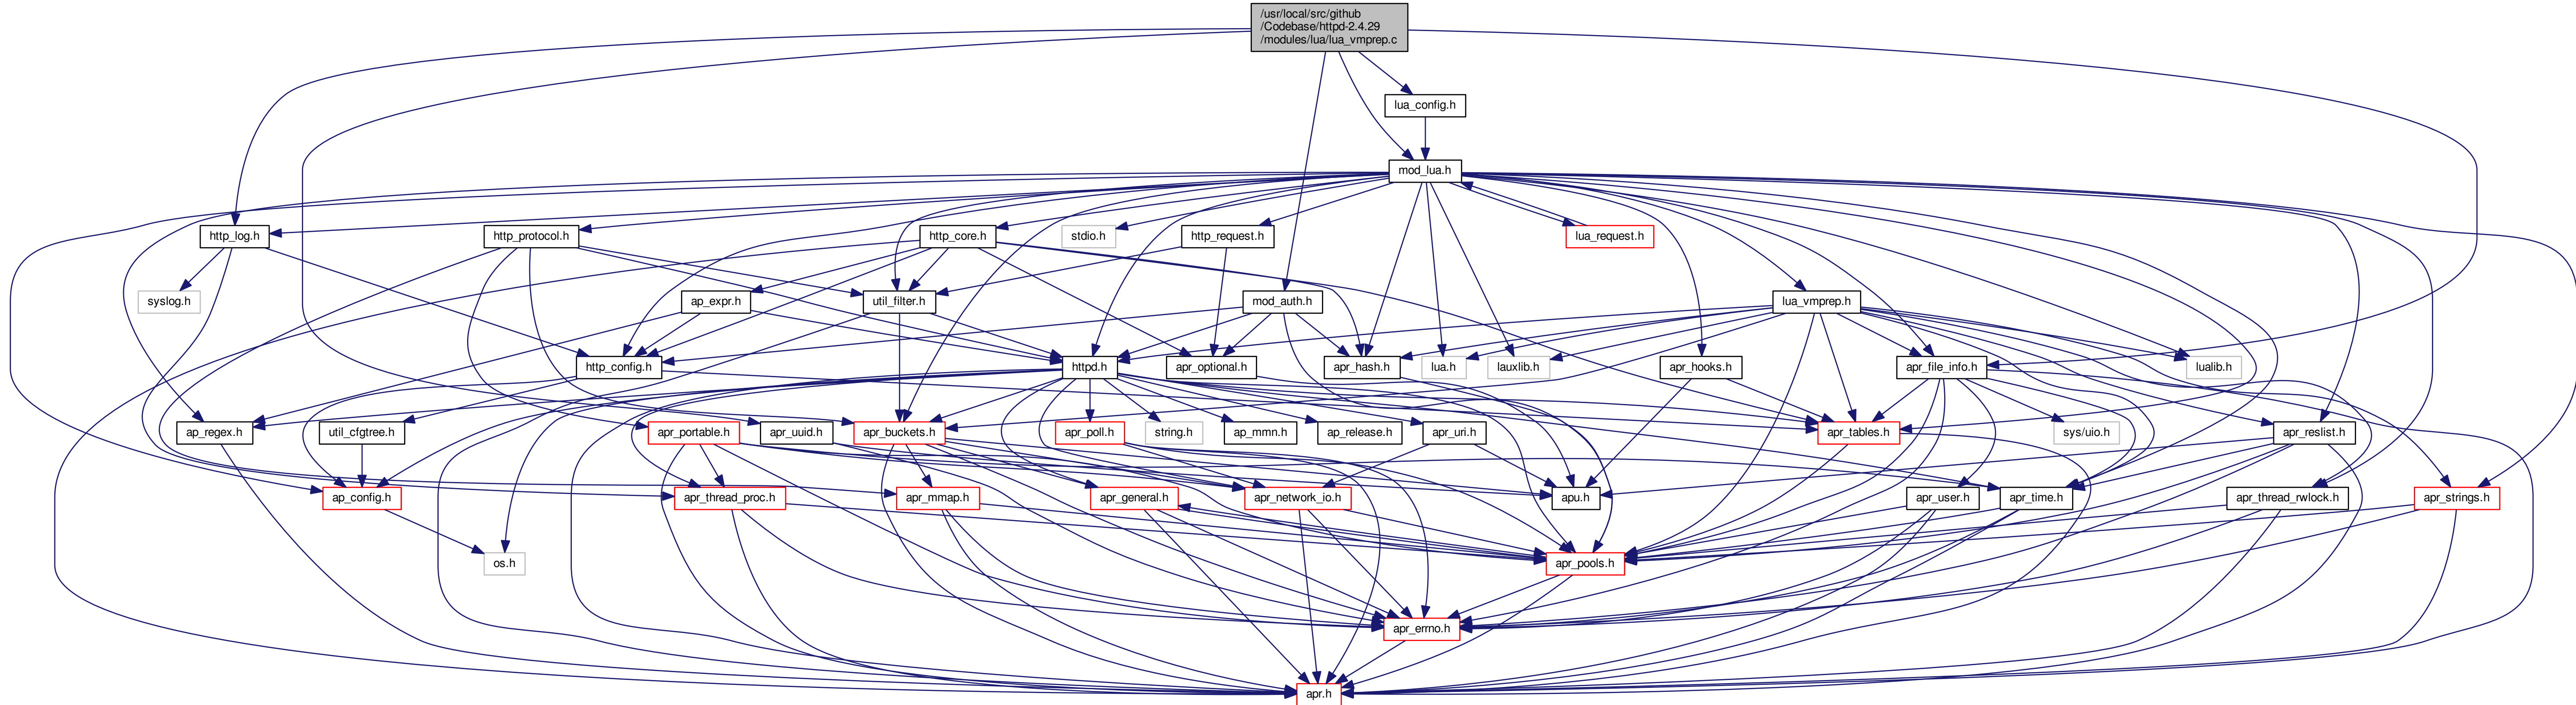 /usr/local/src/github
/Codebase/httpd-2.4.29
/modules/lua/lua_vmprep.c
lua_config.h
mod_lua.h
http_log.h
http_protocol.h
http_core.h
stdio.h
http_request.h
lua_request.h
syslog.h
ap_expr.h
util_filter.h
mod_auth.h
lua_vmprep.h
http_config.h
httpd.h
apr_optional.h
apr_hash.h
lua.h
lauxlib.h
apr_hooks.h
apr_file_info.h
lualib.h
ap_regex.h
util_cfgtree.h
apr_portable.h
apr_uuid.h
apr_buckets.h
apr_poll.h
string.h
ap_mmn.h
ap_release.h
apr_uri.h
apr_tables.h
sys/uio.h
apr_reslist.h
ap_config.h
apr_thread_proc.h
apr_mmap.h
apr_general.h
apr_network_io.h
apu.h
apr_user.h
apr_time.h
apr_thread_rwlock.h
apr_strings.h
os.h
apr_pools.h
apr_errno.h
apr.h